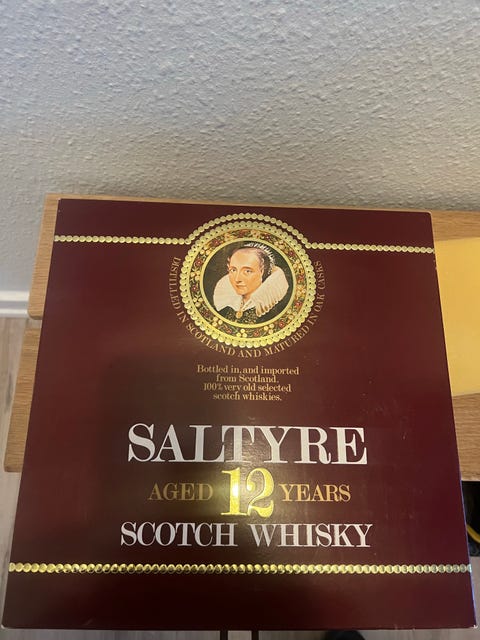 DISTILLED IN SCOTLAND AND MATURED IN OAK CASKS
Bottled in, and imported
from Scotland.
100% very old selected
scotch whiskies.
SALTYRE
AGED 12 YEARS
SCOTCH WHISKY